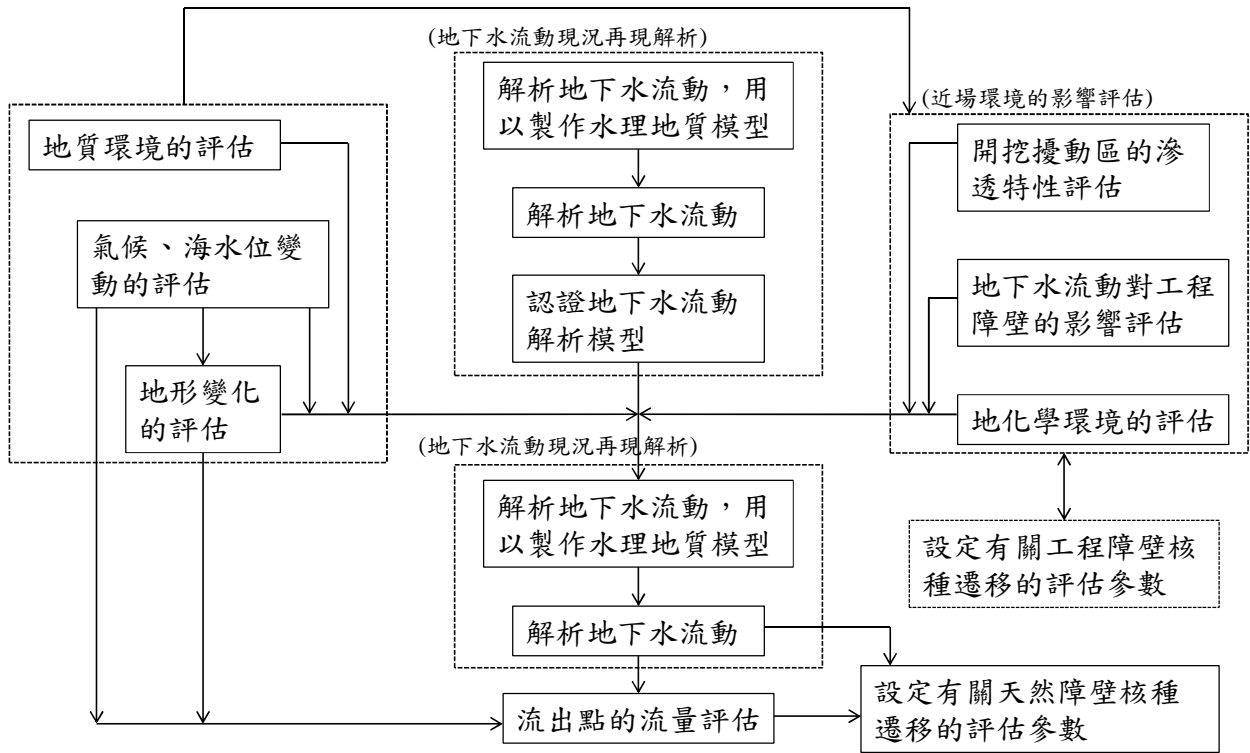 (地下水流動現況再現解析)
解析地下水流動，用
以製作水理地質模型
解析地下水流動
認證地下水流動
解析模型
地質環境的評估
氣候、海水位變
動的評估
地形變化
的評估
(近場環境的影響評估)
開挖擾動區的滲
透特性評估
地下水流動對工程
障壁的影響評估
地化學環境的評估
(地下水流動現況再現解析)
解析地下水流動，用
以製作水理地質模型
解析地下水流動
設定有關工程障壁核
種遷移的評估參數
流出點的流量評估
設定有關天然障壁核種
遷移的評估參數